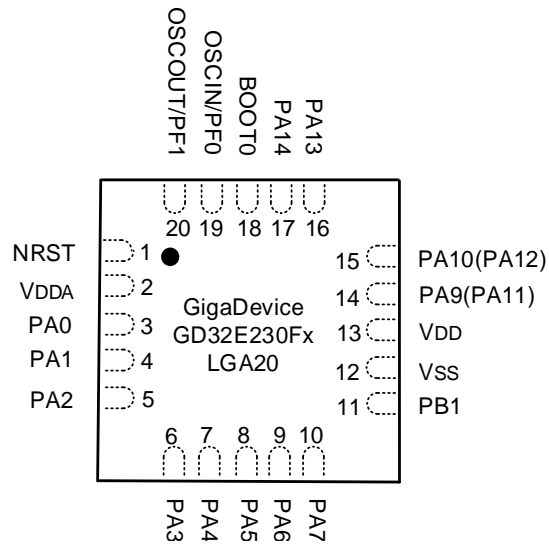 OSCOUT/PF1
OSCIN/PF0
BOOT0
PA14
PA13
20 19 18 17 16
NRST 1
VDDA 2
PA0 3
PA1 4
PA2 5
GigaDevice
GD32E230Fx
LGA20
15 PA10(PA12)
14 PA9(PA11)
13 VDD
12 VSS
11 PB1
6 7 8 9 10
PA3
PA4
PA5
PA6
PA7